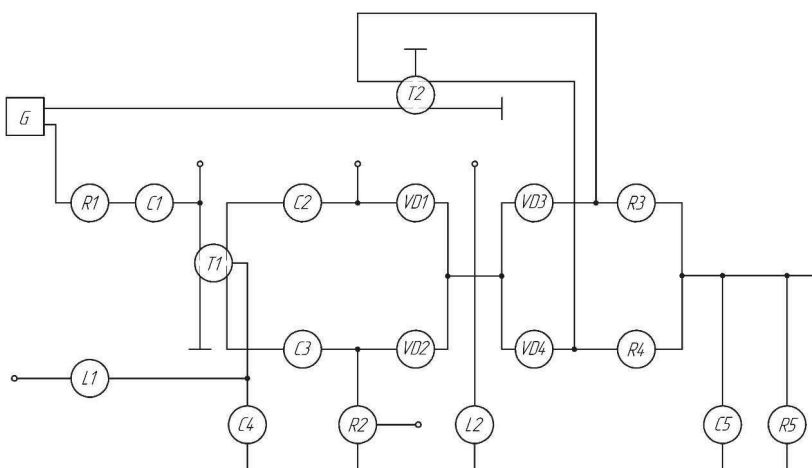 T2
G
R1 C1 C2 VD1 VD3 R3
T1
C3 VD2 VD4 R4
L1
C4 R2 L2 C5 R5